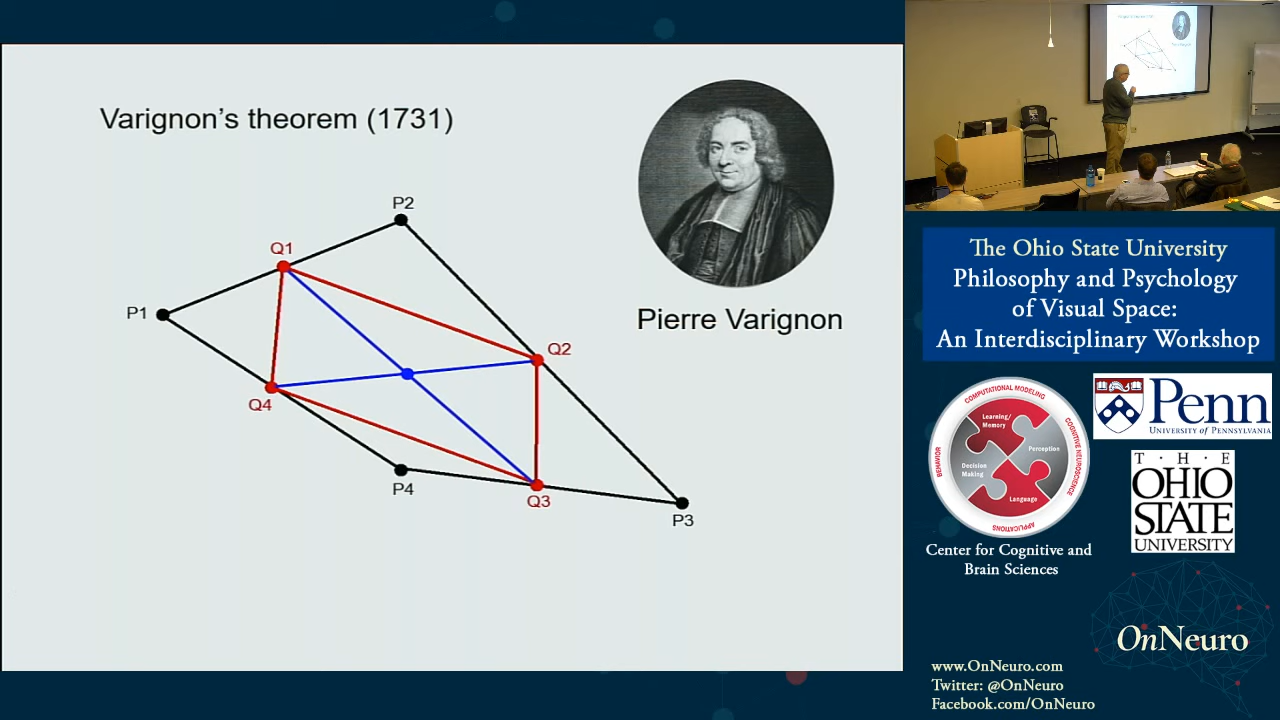 Varignon's theorem (1731)
P2
Q1
P1
Q2
Q4
P4
Q3
P3
Pierre Varignon
The Ohio State University
Philosophy and Psychology
of Visual Space:
An Interdisciplinary Workshop
COMPUTATIONAL MODELING
COGNITIVE NEUROSCIENCE
APPLICATIONS
BEHAVIOR
Learning/
Memory
Perception
Decision
Making
Language
Center for Cognitive and
Brain Sciences
Penn
UNIVERSITY of PENNSYLVANIA
T · H · E
OHIO
STATE
UNIVERSITY
OnNeuro
www.OnNeuro.com
Twitter: @OnNeuro
Facebook.com/OnNeuro